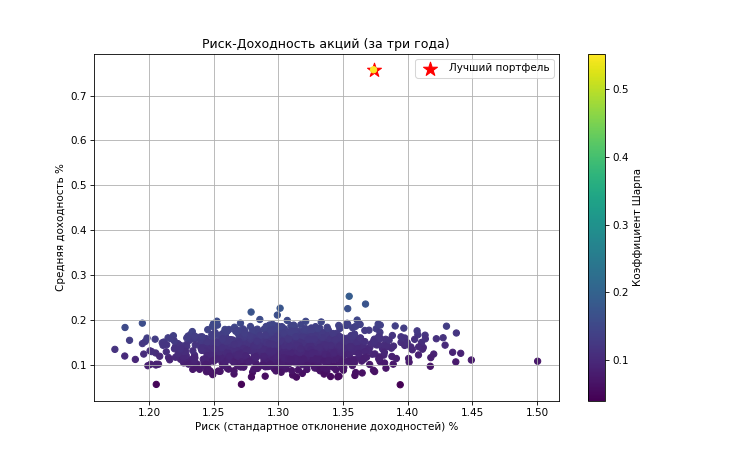 Риск-Доходность акций (за три года)
Лучший портфель
Средняя доходность %
0.7
0.6
0.5
0.4
0.3
0.2
0.1
1.20 1.25 1.30 1.35 1.40 1.45 1.50
Риск (стандартное отклонение доходностей) %
0.5
0.4
0.3
0.2
0.1
Коэффициент Шарпа